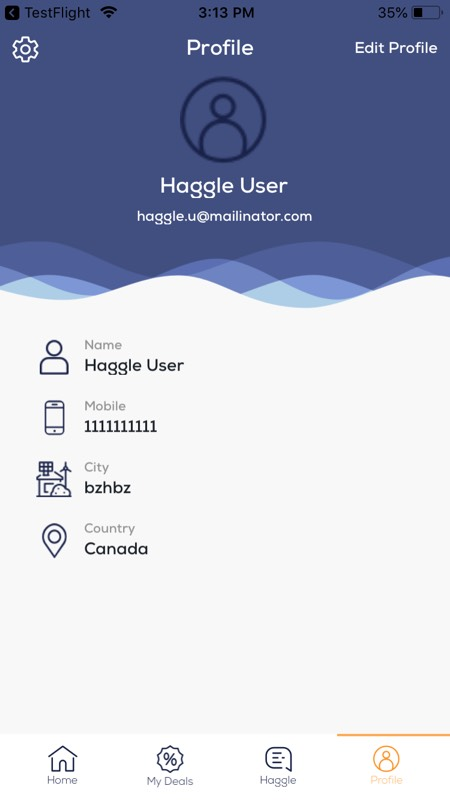 TestFlight 3:13 PM 35%
Profile Edit Profile
Haggle User
haggle.u@mailinator.com
Name
Haggle User
Mobile
1111111111
City
bzhbz
Country
Canada
Home My Deals Haggle Profile